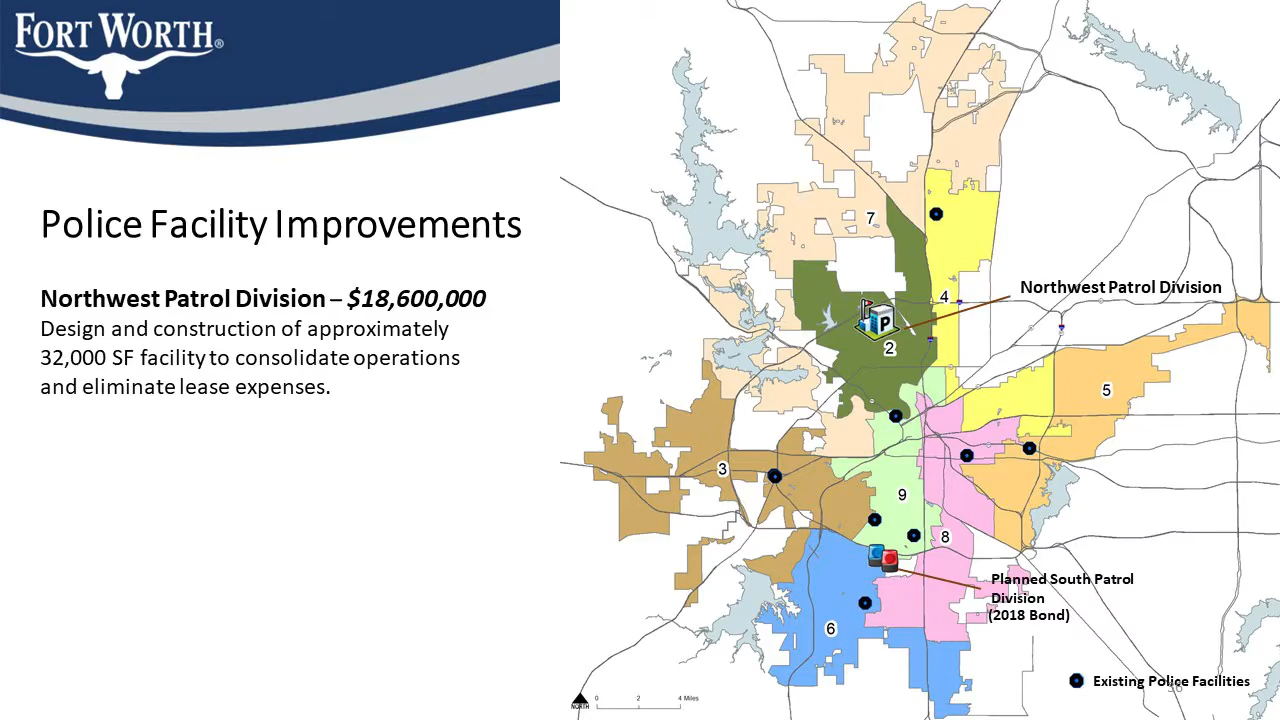 FORT WORTH®
Police Facility Improvements
Northwest Patrol Division – $18,600,000
Design and construction of approximately
32,000 SF facility to consolidate operations
and eliminate lease expenses.
7
4
Northwest Patrol Division
P
2
5
3
9
8
Planned South Patrol
Division
(2018 Bond)
6
Existing Police Facilities
36
NORTH
0 2 4 Miles